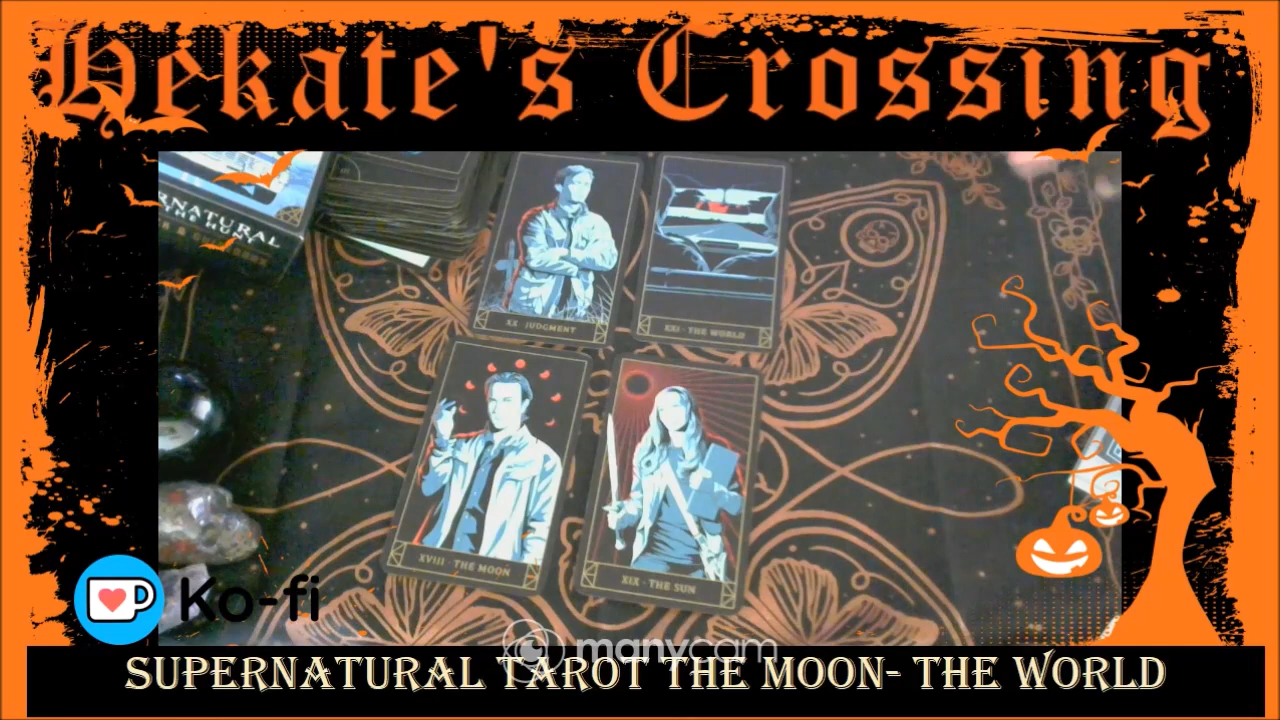 Hekate's Crossing
RNATURAL
XX · JUDGMENT
XXI · THE WORLD
XVIII · THE MOON
XIX · THE SUN
Ko-fi
manycam
SUPERNATURAL TAROT THE MOON- THE WORLD